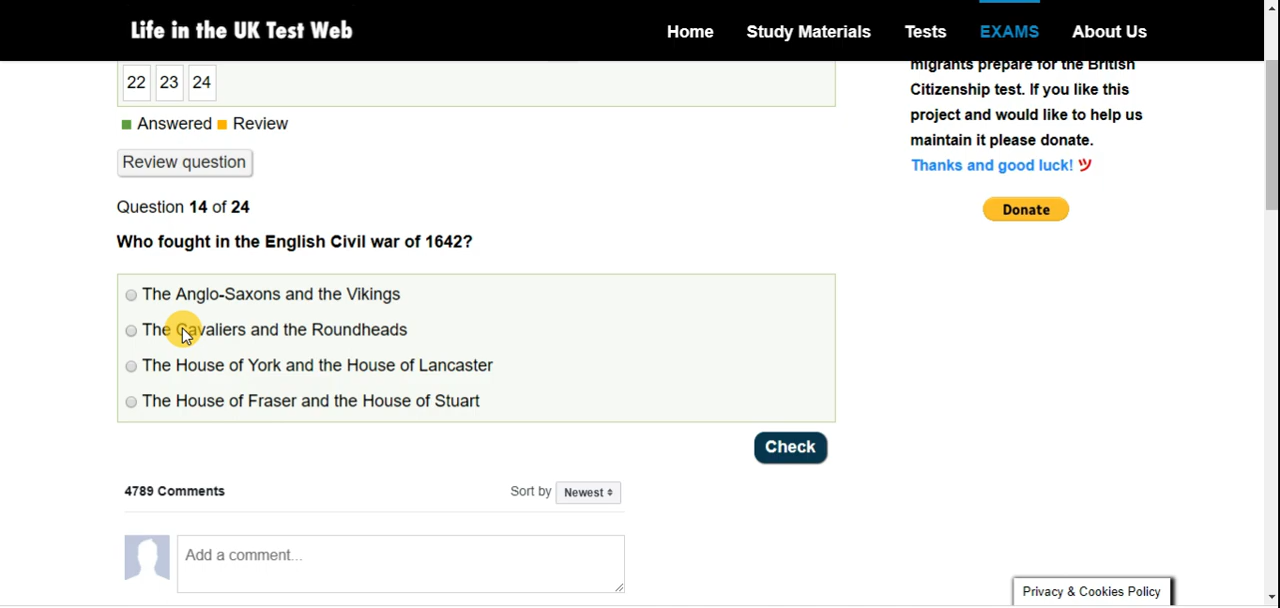 Life in the UK Test Web
Home Study Materials Tests EXAMS About Us
22 23 24
Answered Review
Review question
Question 14 of 24
Who fought in the English Civil war of 1642?
The Anglo-Saxons and the Vikings
The Cavaliers and the Roundheads
The House of York and the House of Lancaster
The House of Fraser and the House of Stuart
Check
4789 Comments
Sort by Newest
Add a comment...
migrants prepare for the British
Citizenship test. If you like this
project and would like to help us
maintain it please donate.
Thanks and good luck! ツ
Donate
Privacy & Cookies Policy